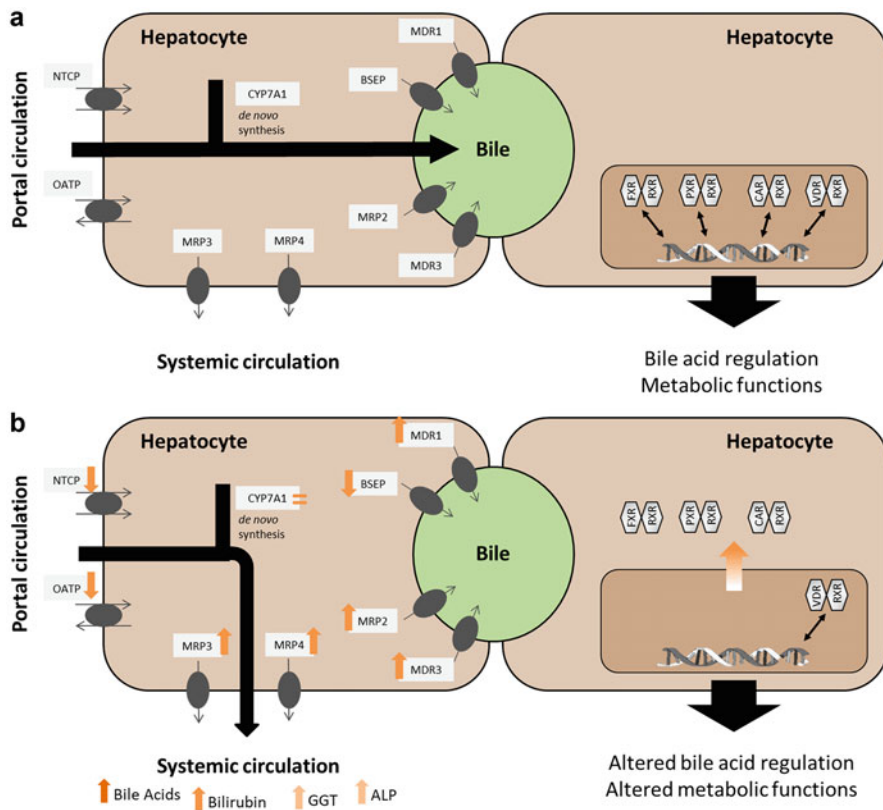 a
Hepatocyte
Hepatocyte
MDR1
NTCP
BSEP
CYP7A1
de novo
synthesis
Portal circulation
Bile
OATP
MRP2
MRP3
MRP4
MDR3
FXR RXR
PXR RXR
CAR RXR
VDR RXR
Systemic circulation
Bile acid regulation
Metabolic functions
b
Hepatocyte
Hepatocyte
MDR1
NTCP
BSEP
CYP7A1
de novo
synthesis
Portal circulation
Bile
OATP
MRP2
MRP3
MRP4
MDR3
FXR RXR
PXR RXR
CAR RXR
VDR RXR
Systemic circulation
Altered bile acid regulation
Altered metabolic functions
Bile Acids
Bilirubin
GGT
ALP